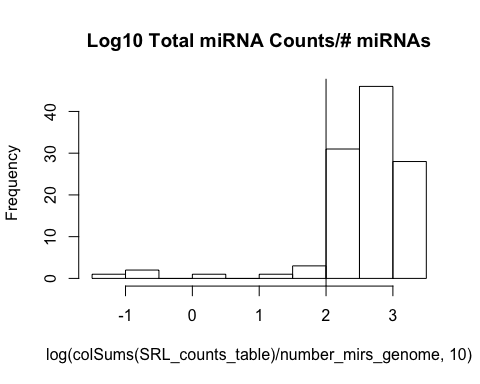 Log10 Total miRNA Counts/# miRNAs
Frequency
40
30
20
10
0
-1 0 1 2 3
log(colSums(SRL_counts_table)/number_mirs_genome, 10)